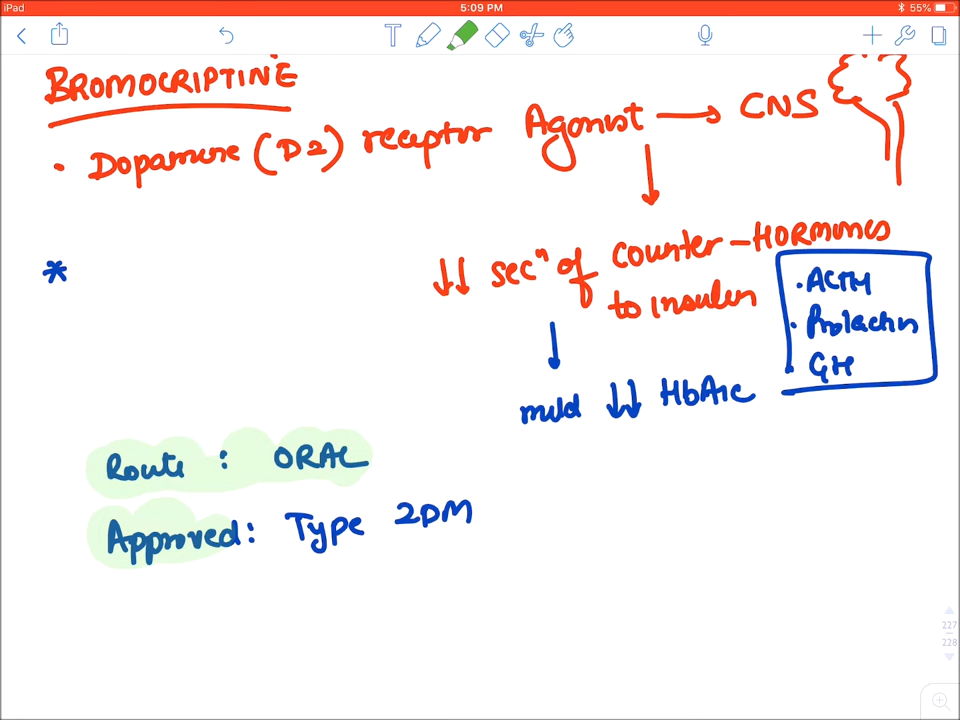 iPad
5:09 PM
55%
T
BROMOCRIPTINE
• Dopamine (D2) receptor Agonist → CNS
* ↓↓ secⁿ of counter-HORMONES
to insulin
• ACTH
• Prolactin
• GH
mild ↓↓ HbA1c
Route : ORAL
Approved : Type 2DM
227
228